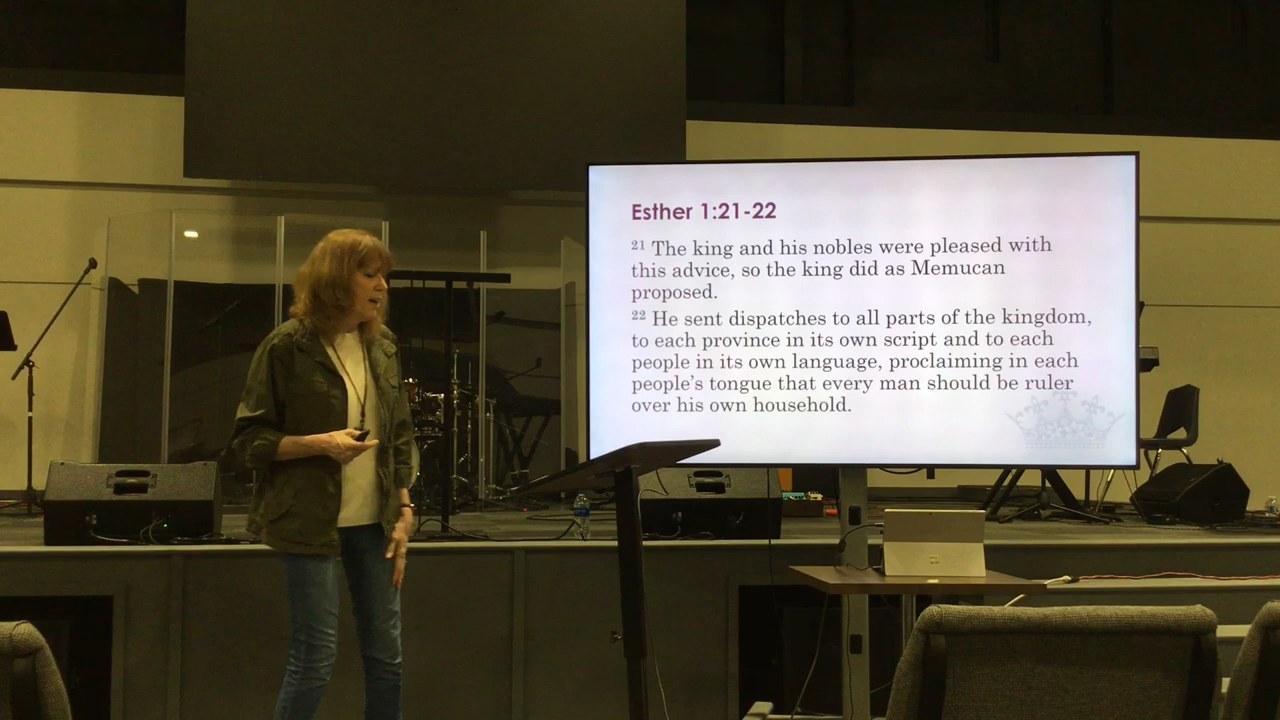 Esther 1:21-22
21 The king and his nobles were pleased with
this advice, so the king did as Memucan
proposed.
22 He sent dispatches to all parts of the kingdom,
to each province in its own script and to each
people in its own language, proclaiming in each
people's tongue that every man should be ruler
over his own household.